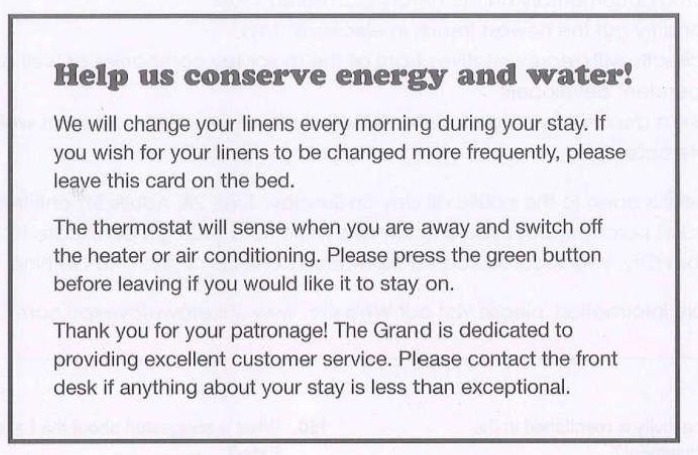 Help us conserve energy and water!
We will change your linens every morning during your stay. If
you wish for your linens to be changed more frequently, please
leave this card on the bed.
The thermostat will sense when you are away and switch off
the heater or air conditioning. Please press the green button
before leaving if you would like it to stay on.
Thank you for your patronage! The Grand is dedicated to
providing excellent customer service. Please contact the front
desk if anything about your stay is less than exceptional.